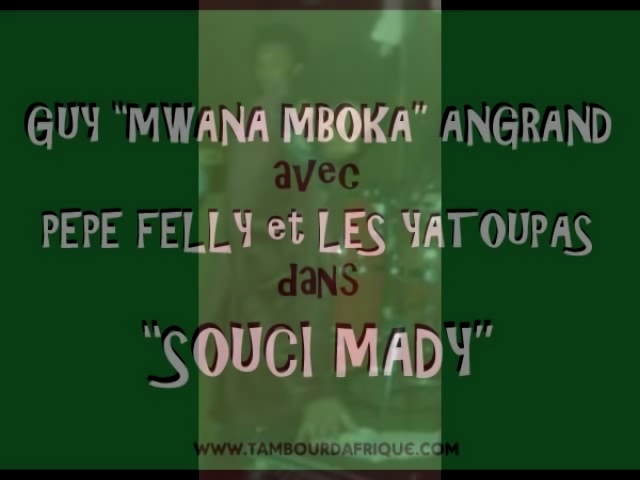 GUY "MWANA MBOKA" ANGRAND
avec
PEPE FELLY et LES YATOUPAS
dans
"SOUCI MADY"
WWW.TAMBOURDAFRIQUE.COM